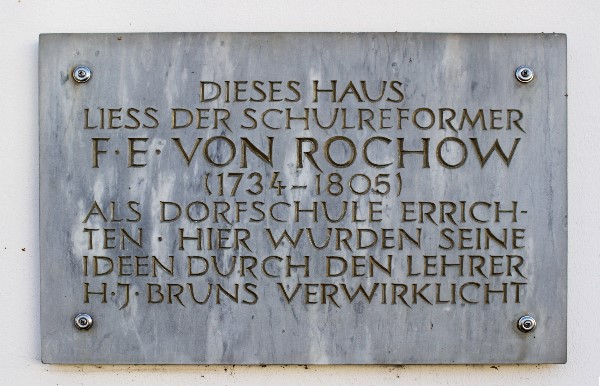 DIESES HAUS
LIESS DER SCHULREFORMER
F·E·VON ROCHOW
(1734–1805)
ALS DORFSCHULE ERRICH-
TEN · HIER WURDEN SEINE
IDEEN DURCH DEN LEHRER
H·J·BRUNS VERWIRKLICHT